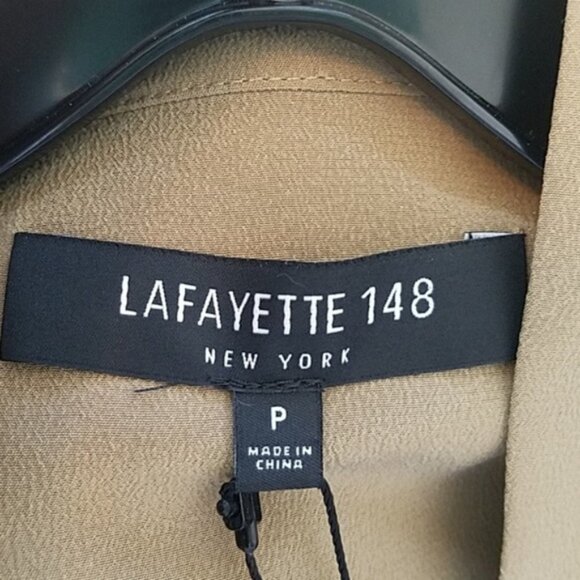 LAFAYETTE 148
NEW YORK
P
MADE IN
CHINA